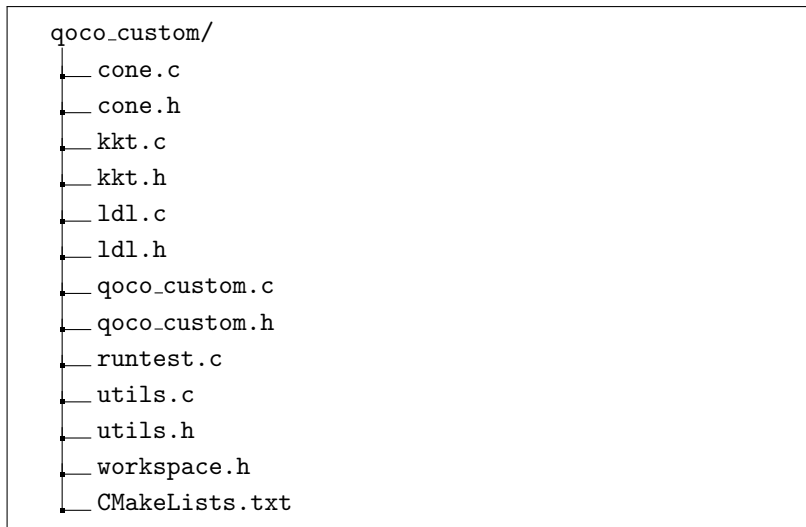 qoco_custom/
cone.c
cone.h
kkt.c
kkt.h
ldl.c
ldl.h
qoco_custom.c
qoco_custom.h
runtest.c
utils.c
utils.h
workspace.h
CMakeLists.txt